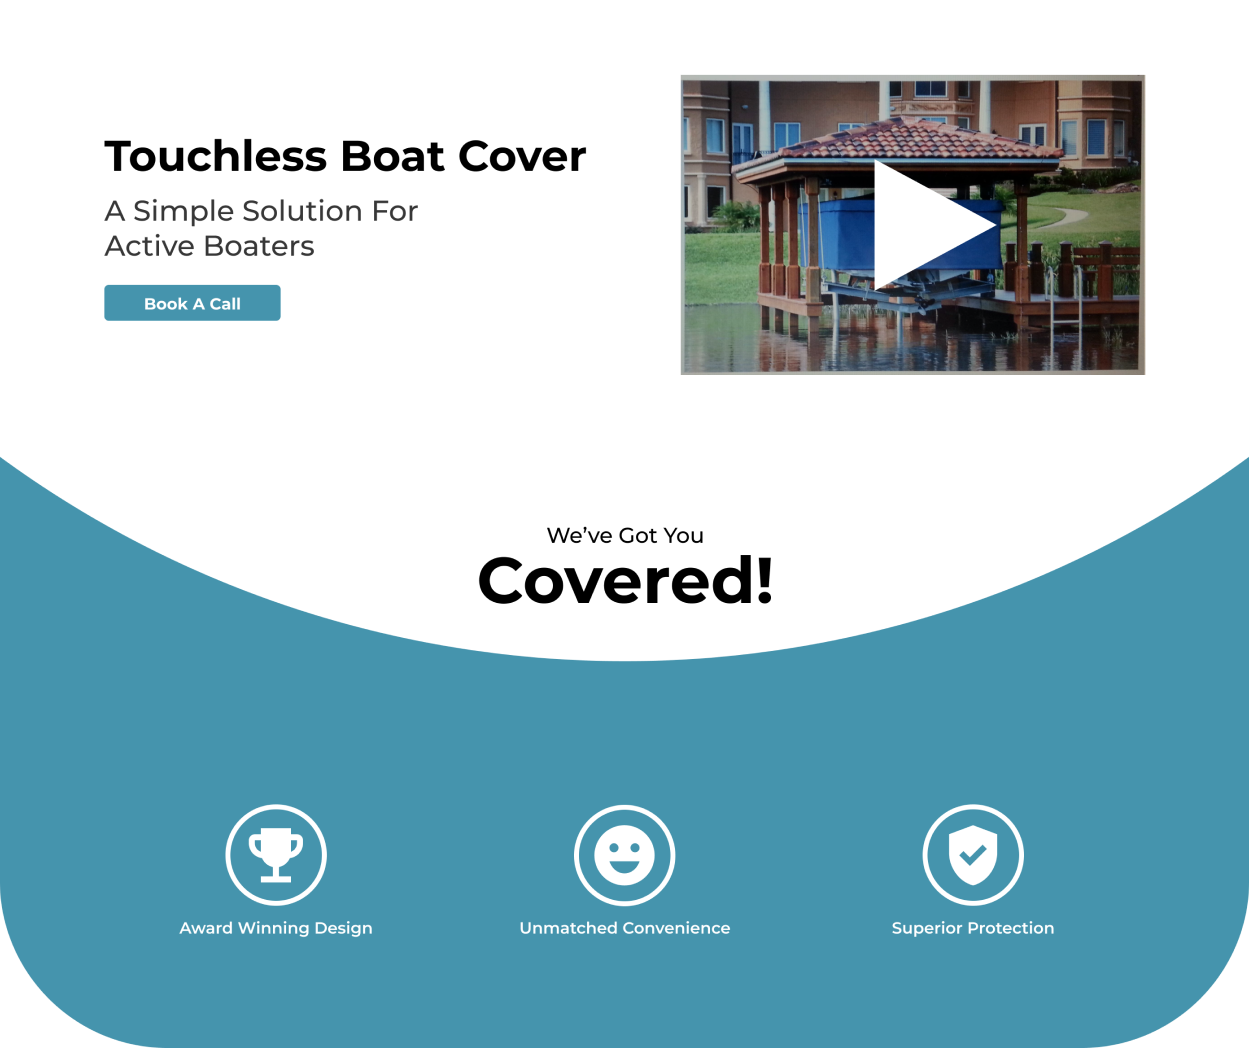 Touchless Boat Cover
A Simple Solution For
Active Boaters
Book A Call
We’ve Got You
Covered!
Award Winning Design
Unmatched Convenience
Superior Protection